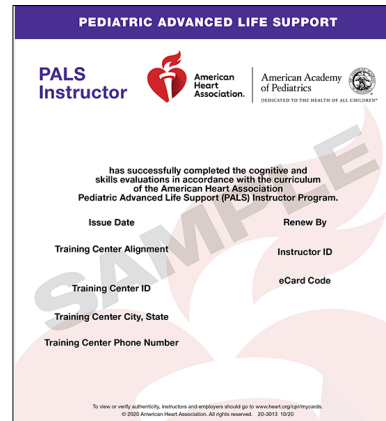 PEDIATRIC ADVANCED LIFE SUPPORT
PALS
Instructor
American
Heart
Association.
American Academy
of Pediatrics
DEDICATED TO THE HEALTH OF ALL CHILDREN®
has successfully completed the cognitive and
skills evaluations in accordance with the curriculum
of the American Heart Association
Pediatric Advanced Life Support (PALS) Instructor Program.
SAMPLE
Issue Date
Renew By
Training Center Alignment
Instructor ID
Training Center ID
eCard Code
Training Center City, State
Training Center Phone Number
To view or verify authenticity, instructors and employers should go to www.heart.org/cpr/mycards.
© 2020 American Heart Association. All rights reserved. 20-3013 10/20